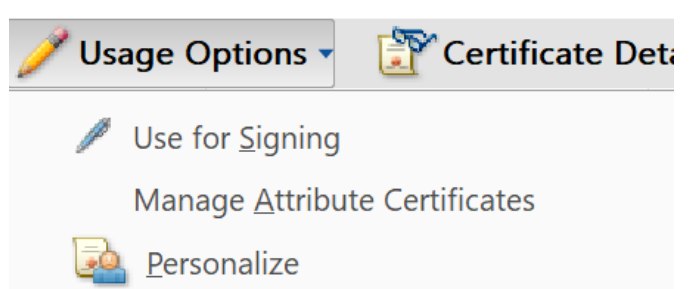 Usage Options Certificate Deta
Use for Signing
Manage Attribute Certificates
Personalize